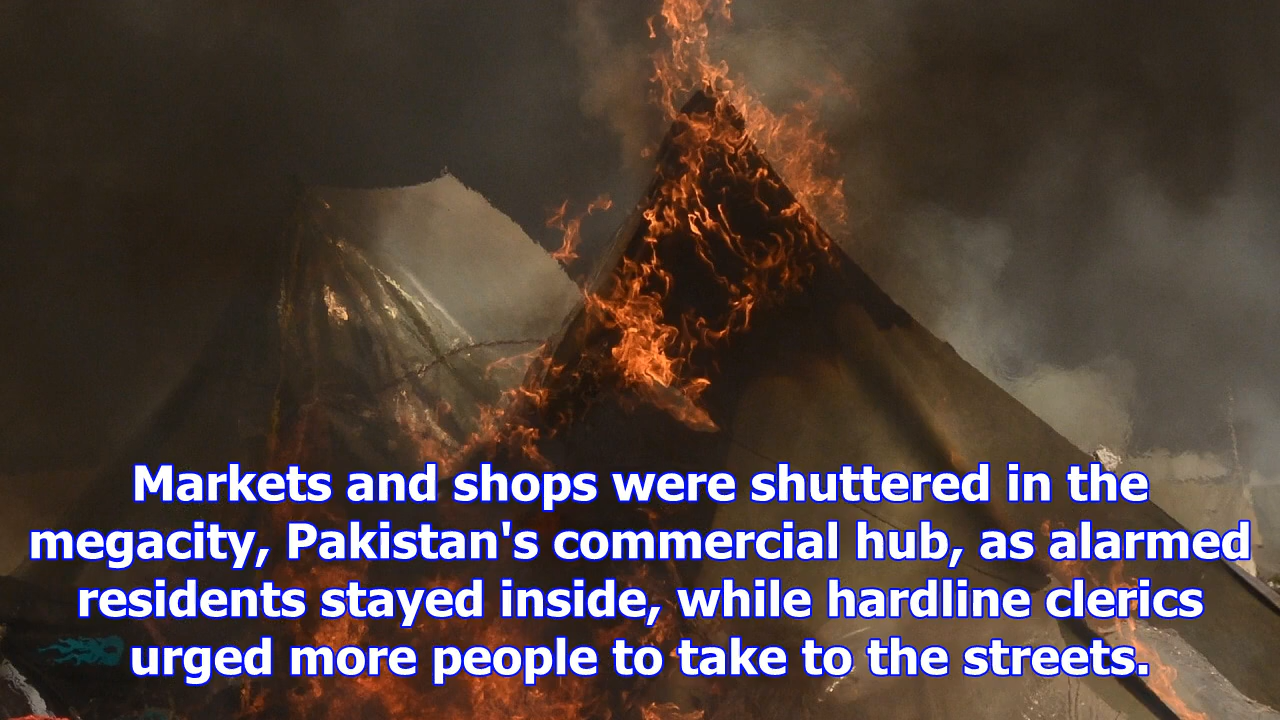 Markets and shops were shuttered in the
megacity, Pakistan's commercial hub, as alarmed
residents stayed inside, while hardline clerics
urged more people to take to the streets.